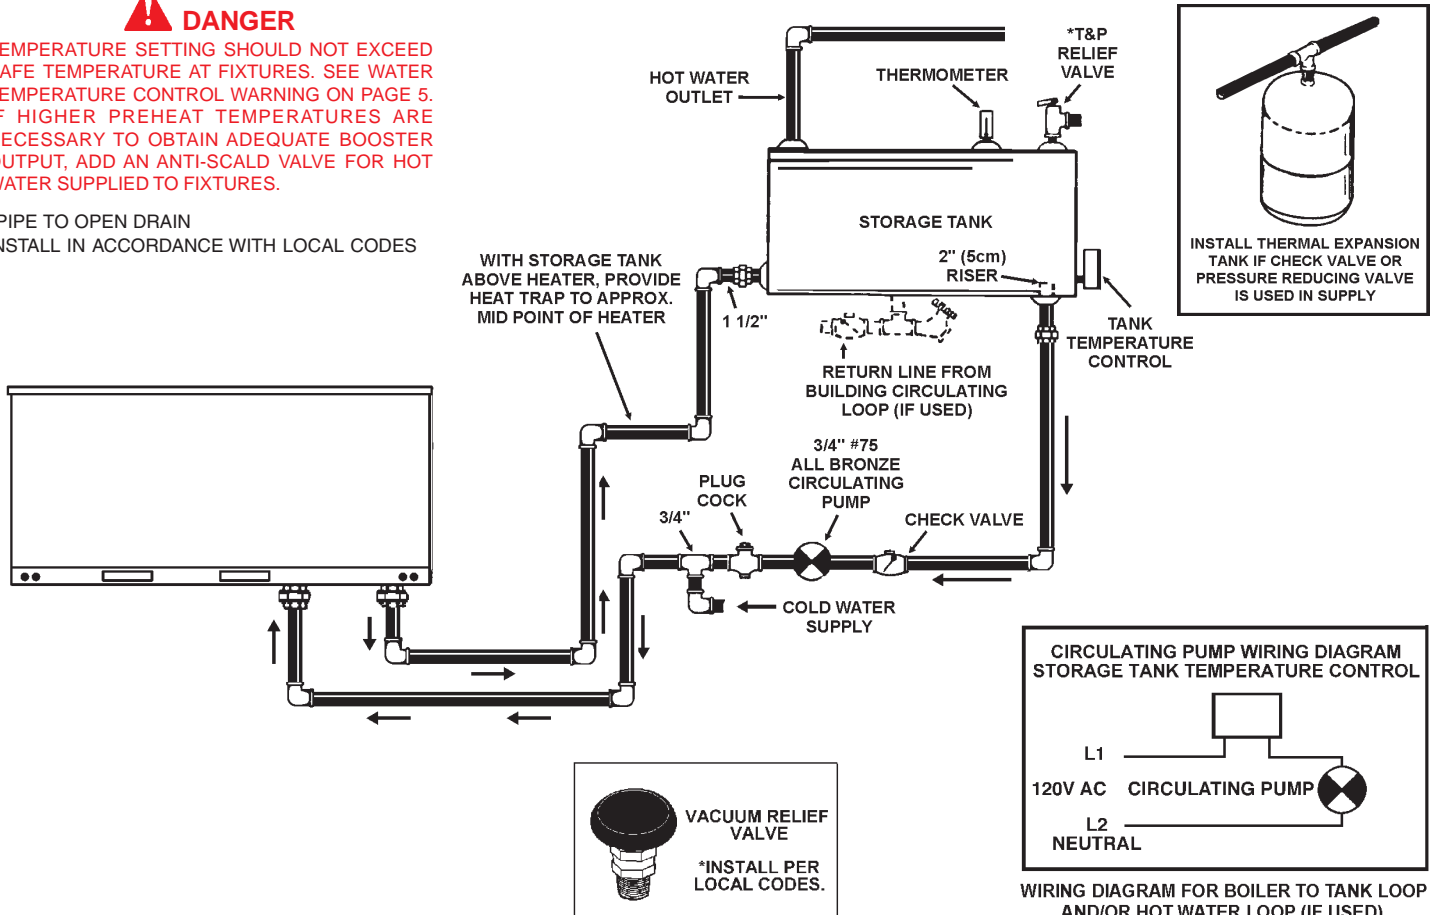 DANGER
EMPERATURE SETTING SHOULD NOT EXCEED
AFE TEMPERATURE AT FIXTURES. SEE WATER
EMPERATURE CONTROL WARNING ON PAGE 5.
F HIGHER PREHEAT TEMPERATURES ARE
ECESSARY TO OBTAIN ADEQUATE BOOSTER
OUTPUT, ADD AN ANTI-SCALD VALVE FOR HOT
WATER SUPPLIED TO FIXTURES.
PIPE TO OPEN DRAIN
NSTALL IN ACCORDANCE WITH LOCAL CODES
HOT WATER
OUTLET
THERMOMETER
*T&P
RELIEF
VALVE
STORAGE TANK
2" (5cm)
RISER
WITH STORAGE TANK
ABOVE HEATER, PROVIDE
HEAT TRAP TO APPROX.
MID POINT OF HEATER
1 1/2"
TANK
TEMPERATURE
CONTROL
RETURN LINE FROM
BUILDING CIRCULATING
LOOP (IF USED)
3/4" #75
ALL BRONZE
CIRCULATING
PUMP
PLUG
COCK
3/4"
CHECK VALVE
COLD WATER
SUPPLY
INSTALL THERMAL EXPANSION
TANK IF CHECK VALVE OR
PRESSURE REDUCING VALVE
IS USED IN SUPPLY
VACUUM RELIEF
VALVE
*INSTALL PER
LOCAL CODES.
CIRCULATING PUMP WIRING DIAGRAM
STORAGE TANK TEMPERATURE CONTROL
L1
120V AC CIRCULATING PUMP
L2
NEUTRAL
WIRING DIAGRAM FOR BOILER TO TANK LOOP
AND/OR HOT WATER LOOP (IF USED)